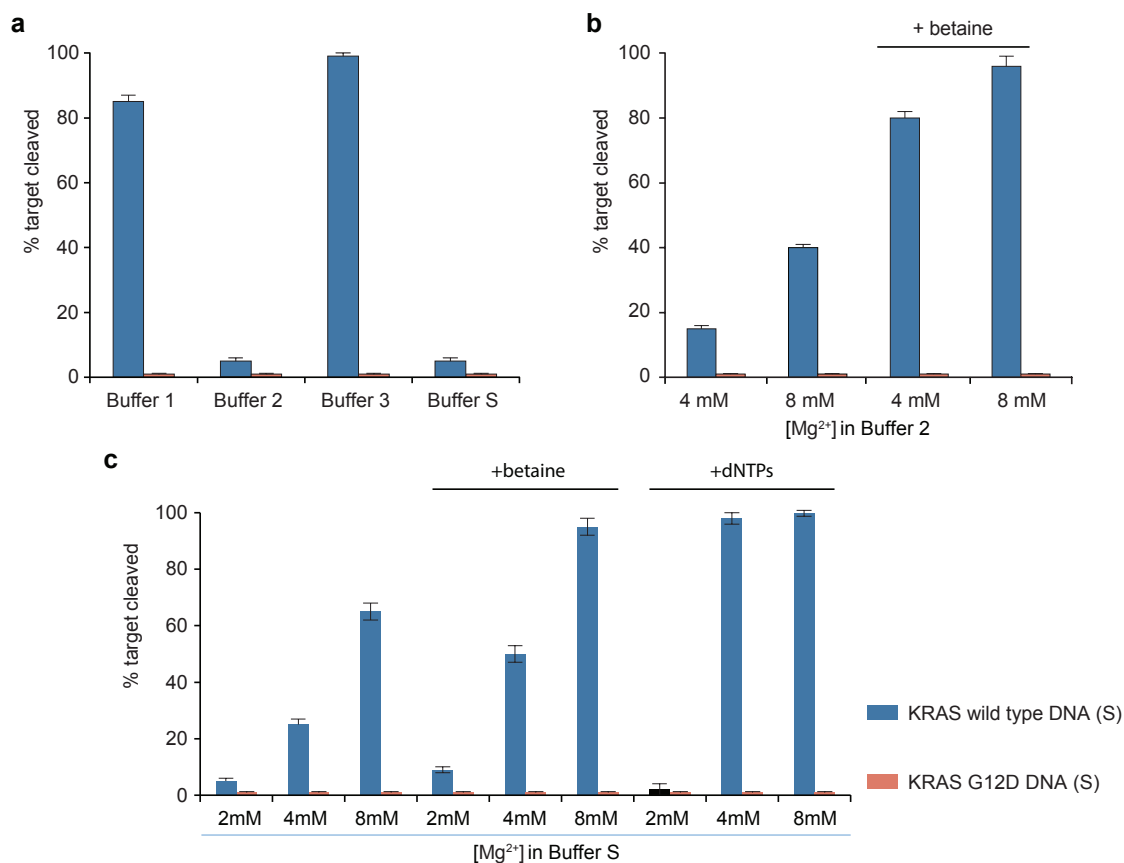 a
% target cleaved
100
80
60
40
20
0
Buffer 1 Buffer 2 Buffer 3 Buffer S
b
+ betaine
% target cleaved
100
80
60
40
20
0
4 mM 8 mM 4 mM 8 mM
[Mg²⁺] in Buffer 2
c
+betaine +dNTPs
% target cleaved
100
80
60
40
20
0
2mM 4mM 8mM 2mM 4mM 8mM 2mM 4mM 8mM
[Mg²⁺] in Buffer S
KRAS wild type DNA (S)
KRAS G12D DNA (S)